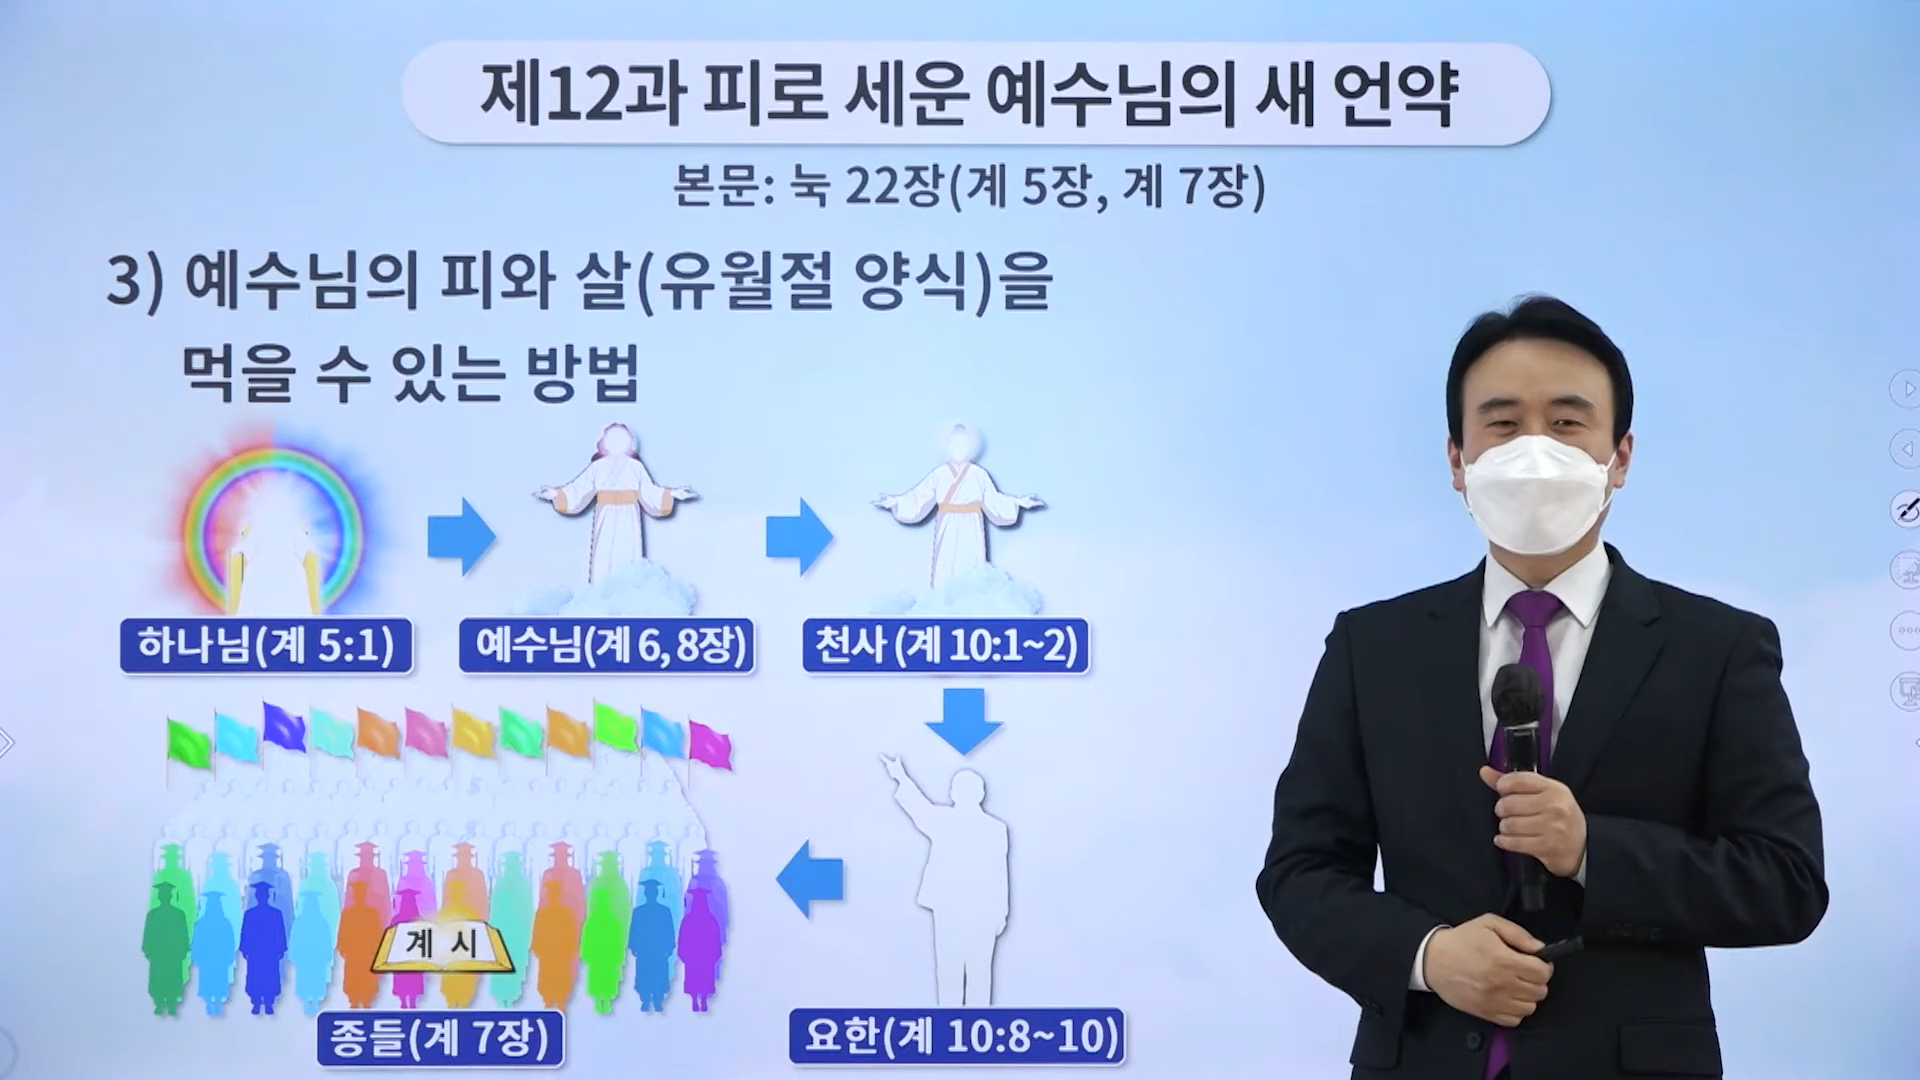 제12과 피로 세운 예수님의 새 언약
본문: 눅 22장(계 5장, 계 7장)
3) 예수님의 피와 살(유월절 양식)을
먹을 수 있는 방법
하나님(계 5:1)
예수님(계 6, 8장)
천사 (계 10:1~2)
계 시
종들(계 7장)
요한(계 10:8~10)